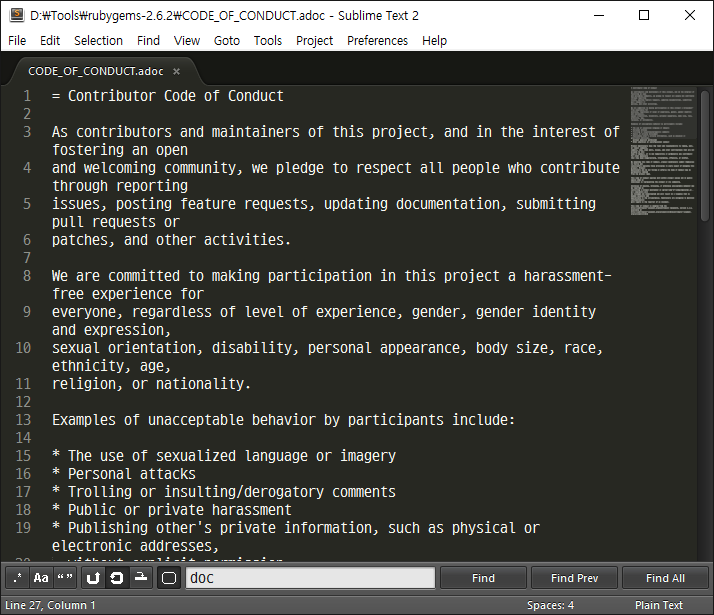 D:₩Tools₩rubygems-2.6.2₩CODE_OF_CONDUCT.adoc - Sublime Text 2
File Edit Selection Find View Goto Tools Project Preferences Help
CODE_OF_CONDUCT.adoc ×
1 = Contributor Code of Conduct
2
3 As contributors and maintainers of this project, and in the interest of
fostering an open
4 and welcoming community, we pledge to respect all people who contribute
through reporting
5 issues, posting feature requests, updating documentation, submitting
pull requests or
6 patches, and other activities.
7
8 We are committed to making participation in this project a harassment-
free experience for
9 everyone, regardless of level of experience, gender, gender identity
and expression,
10 sexual orientation, disability, personal appearance, body size, race,
ethnicity, age,
11 religion, or nationality.
12
13 Examples of unacceptable behavior by participants include:
14
15 * The use of sexualized language or imagery
16 * Personal attacks
17 * Trolling or insulting/derogatory comments
18 * Public or private harassment
19 * Publishing other's private information, such as physical or
electronic addresses,
20 without explicit permission
.* Aa “” doc Find Find Prev Find All
Line 27, Column 1 Spaces: 4 Plain Text